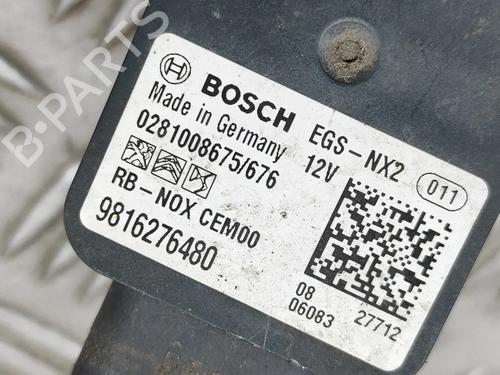 BOSCH EGS-NX2 011
Made in Germany 12V
0281008675/676
RB-NOX CEM00
9816276480
08
06083 27712
B-PARTS